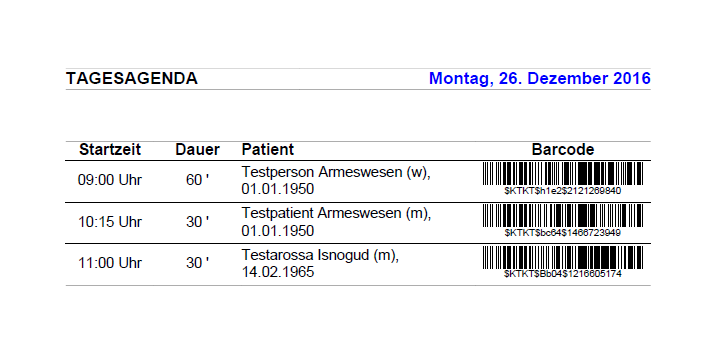 TAGESAGENDA Montag, 26. Dezember 2016
Startzeit Dauer Patient Barcode
09:00 Uhr 60 ' Testperson Armeswesen (w),
01.01.1950
$KTKT$h1e2$2121269840
10:15 Uhr 30 ' Testpatient Armeswesen (m),
01.01.1950
$KTKT$bc64$1466723949
11:00 Uhr 30 ' Testarossa Isnogud (m),
14.02.1965
$KTKT$Bb04$1216605174